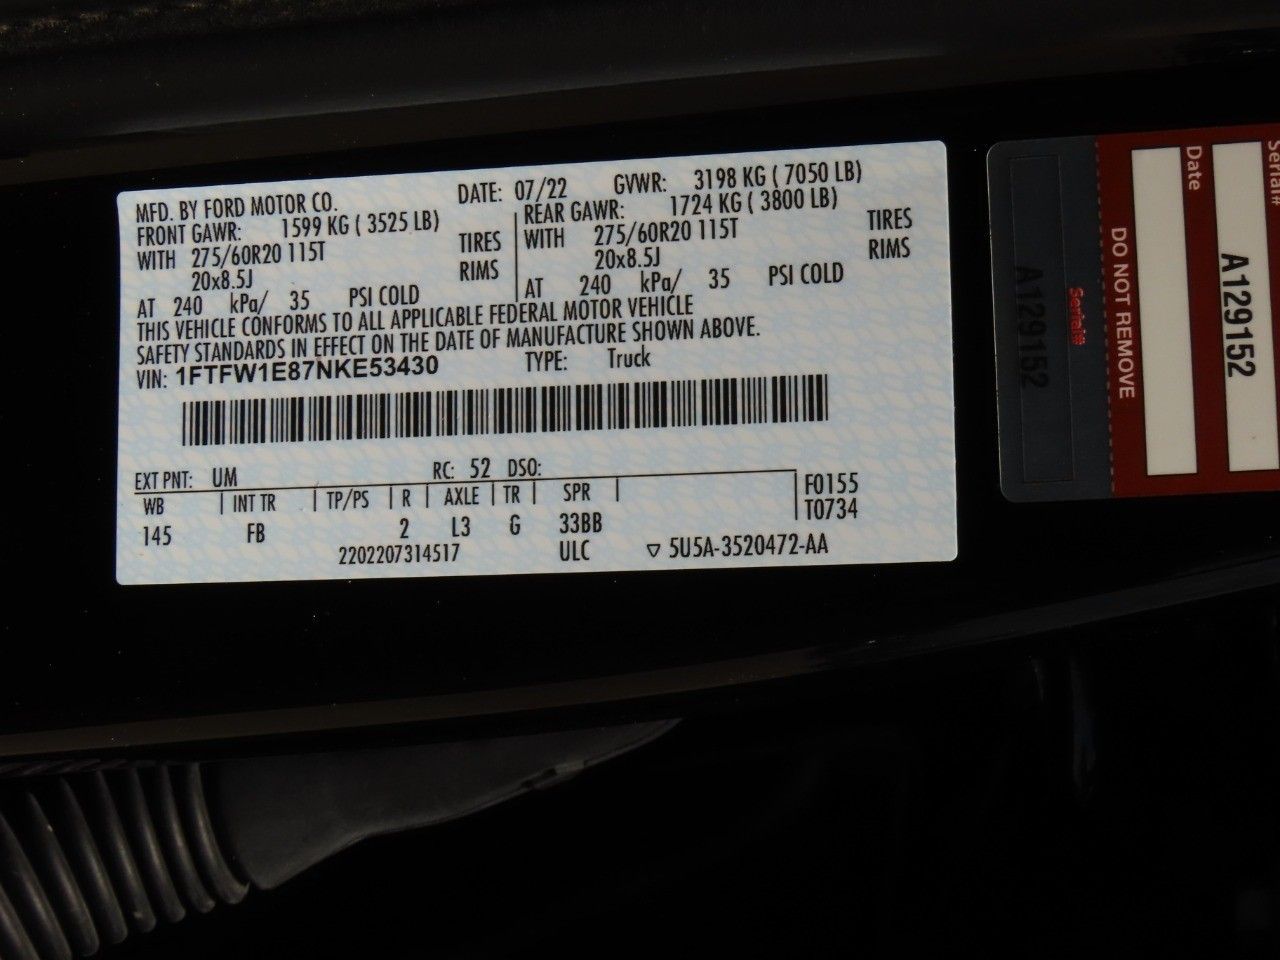 MFD. BY FORD MOTOR CO. DATE: 07/22 GVWR: 3198 KG ( 7050 LB)
FRONT GAWR: 1599 KG ( 3525 LB) REAR GAWR: 1724 KG ( 3800 LB)
WITH 275/60R20 115T TIRES WITH 275/60R20 115T TIRES
20x8.5J RIMS 20x8.5J RIMS
AT 240 kPa/ 35 PSI COLD AT 240 kPa/ 35 PSI COLD
THIS VEHICLE CONFORMS TO ALL APPLICABLE FEDERAL MOTOR VEHICLE
SAFETY STANDARDS IN EFFECT ON THE DATE OF MANUFACTURE SHOWN ABOVE.
VIN: 1FTFW1E87NKE53430 TYPE: Truck
EXT PNT: UM RC: 52 DSO:
WB INT TR TP/PS R AXLE TR SPR F0155
T0734
145 FB 2 L3 G 33BB
2202207314517 ULC 5U5A-3520472-AA
Serial#
A129152
Date
DO NOT REMOVE
Serial#
A129152